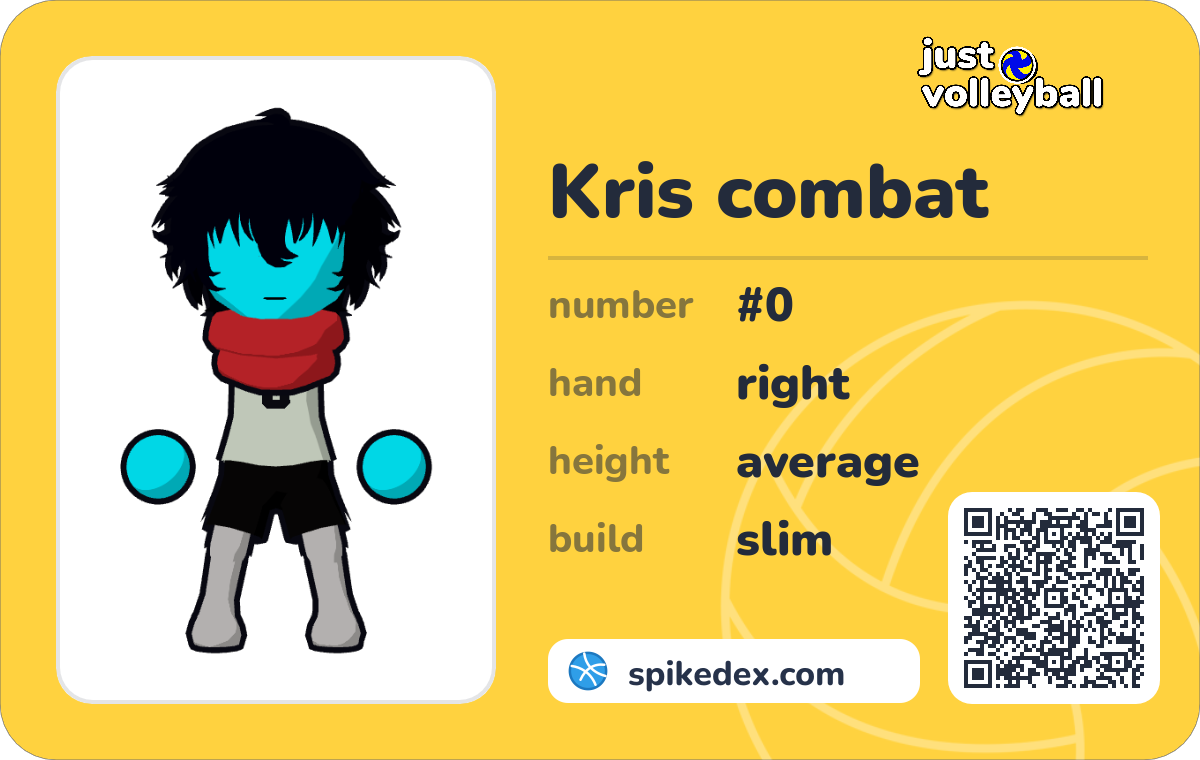 just
volleyball
Kris combat
number #0
hand right
height average
build slim
spikedex.com